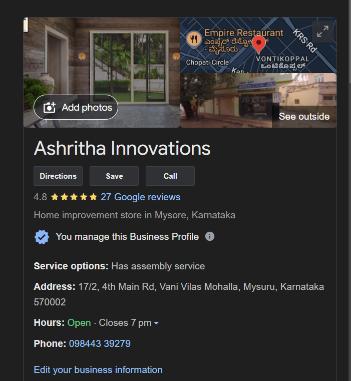 Empire Restaurant
ಎಂಪೈರ್ ರೆಸ್ಟೋ...
- ಮೈಸೂರು
KRS Rd
VONTIKOPPAL
ಒಂಟಿಕೊಪ್ಪಲ್
Chopati Circle
Kan
Add photos
See outside
Ashritha Innovations
Directions
Save
Call
4.8 ★★★★★ 27 Google reviews
Home improvement store in Mysore, Karnataka
You manage this Business Profile
Service options: Has assembly service
Address: 17/2, 4th Main Rd, Vani Vilas Mohalla, Mysuru, Karnataka
570002
Hours: Open · Closes 7 pm
Phone: 098443 39279
Edit your business information